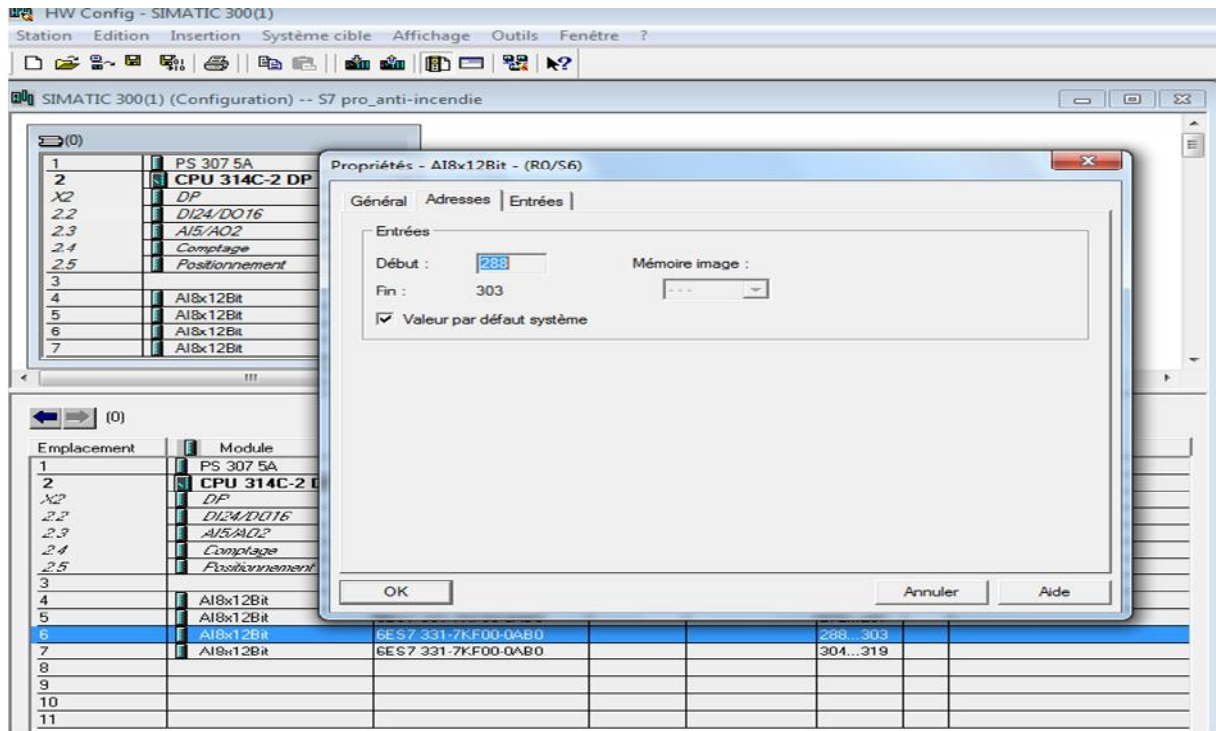 HW Config - SIMATIC 300(1)
Station Edition Insertion Système cible Affichage Outils Fenêtre ?
SIMATIC 300(1) (Configuration) -- S7 pro_anti-incendie
(0)
1 PS 307 5A
2 CPU 314C-2 DP
X2 DP
2.2 DI24/DO16
2.3 AI5/AO2
2.4 Comptage
2.5 Positionnement
3
4 AI8x12Bit
5 AI8x12Bit
6 AI8x12Bit
7 AI8x12Bit
Propriétés - AI8x12Bit - (R0/S6)
Général Adresses Entrées
Entrées
Début : 288 Mémoire image :
Fin : 303 - - -
Valeur par défaut système
OK Annuler Aide
(0)
Emplacement Module
1 PS 307 5A
2 CPU 314C-2 D
X2 DP
2.2 DI24/DO16
2.3 AI5/AO2
2.4 Comptage
2.5 Positionnement
3
4 AI8x12Bit
5 AI8x12Bit
6 AI8x12Bit 6ES7 331-7KF00-0AB0 288...303
7 AI8x12Bit 6ES7 331-7KF00-0AB0 304...319
8
9
10
11